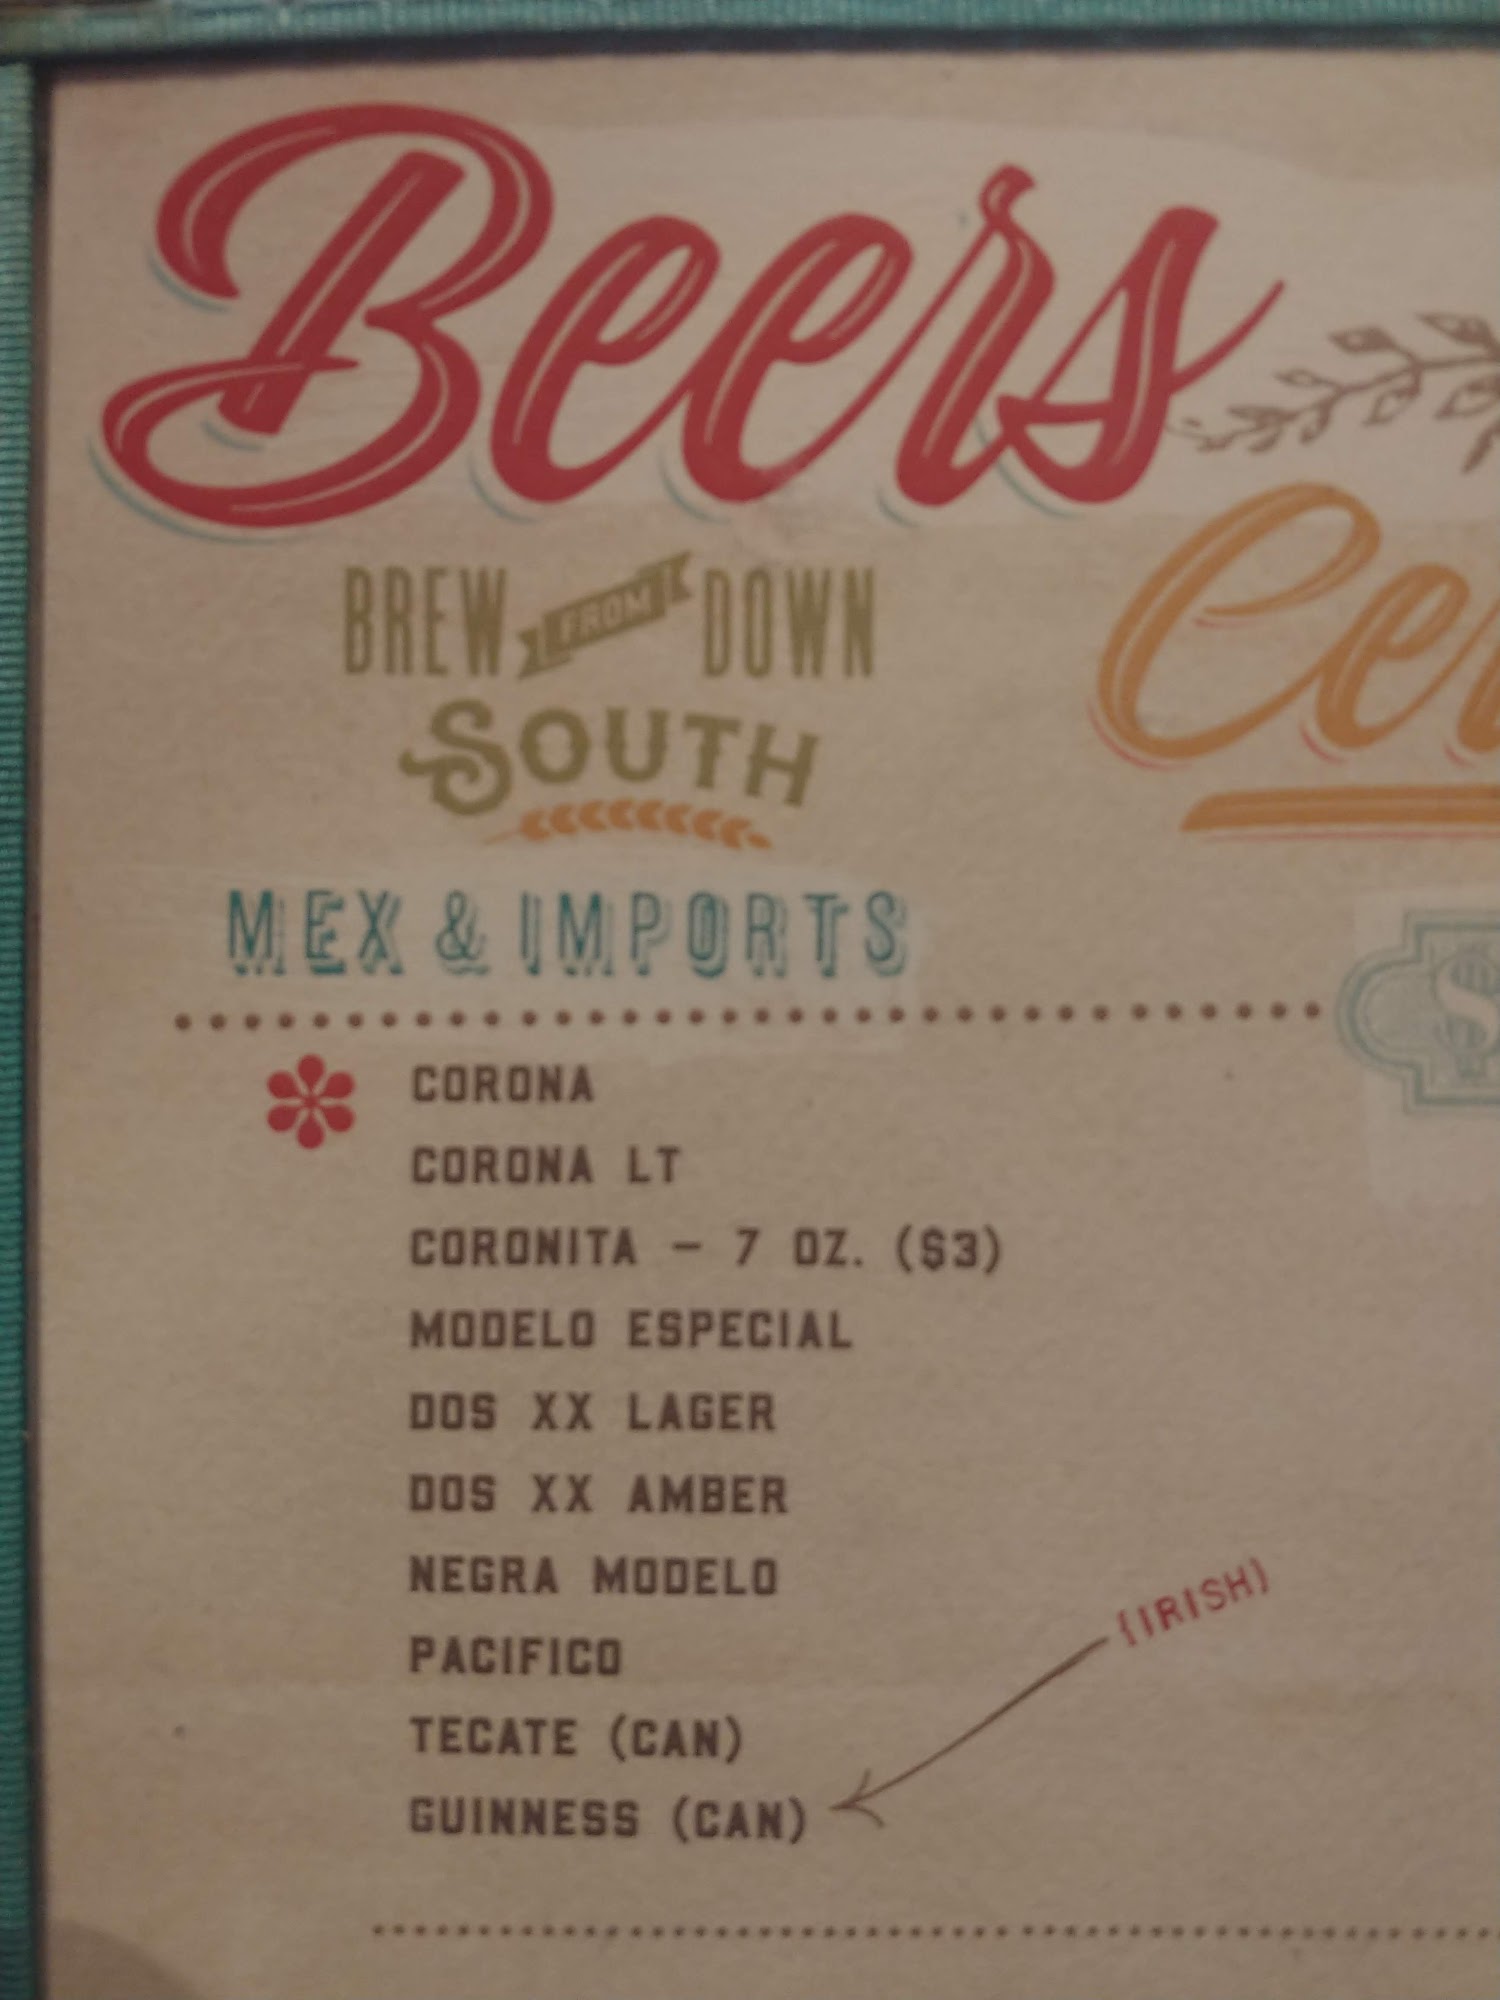 Beers
BREW FROM DOWN
SOUTH
MEX & IMPORTS
$
CORONA
CORONA LT
CORONITA – 7 OZ. ($3)
MODELO ESPECIAL
DOS XX LAGER
DOS XX AMBER
NEGRA MODELO
PACIFICO
TECATE (CAN)
GUINNESS (CAN)
(IRISH)